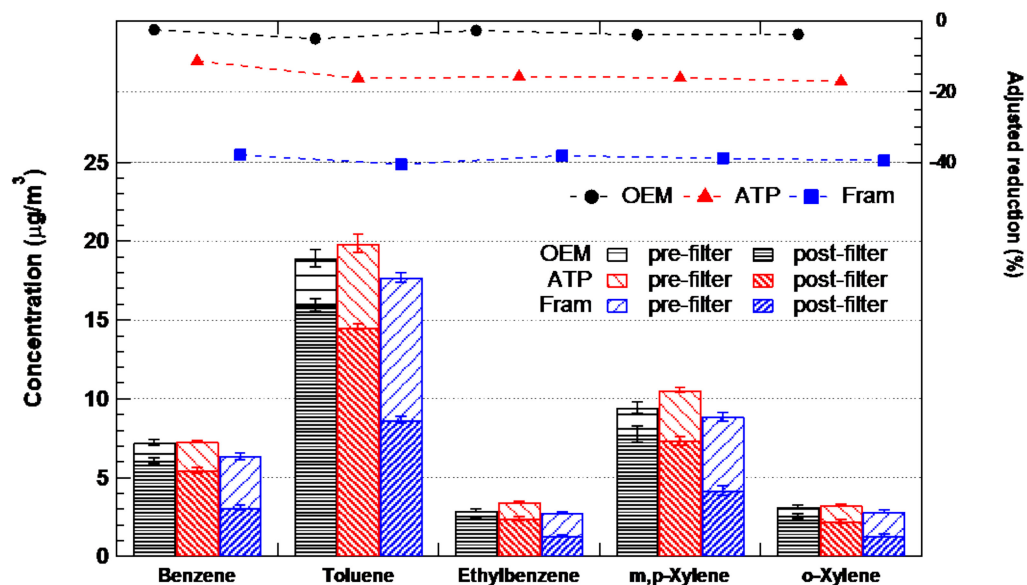 0
-20
-40
Adjusted reduction (%)
25
20
15
10
5
0
Concentration (µg/m³)
OEM ATP Fram
OEM pre-filter post-filter
ATP pre-filter post-filter
Fram pre-filter post-filter
Benzene Toluene Ethylbenzene m,p-Xylene o-Xylene